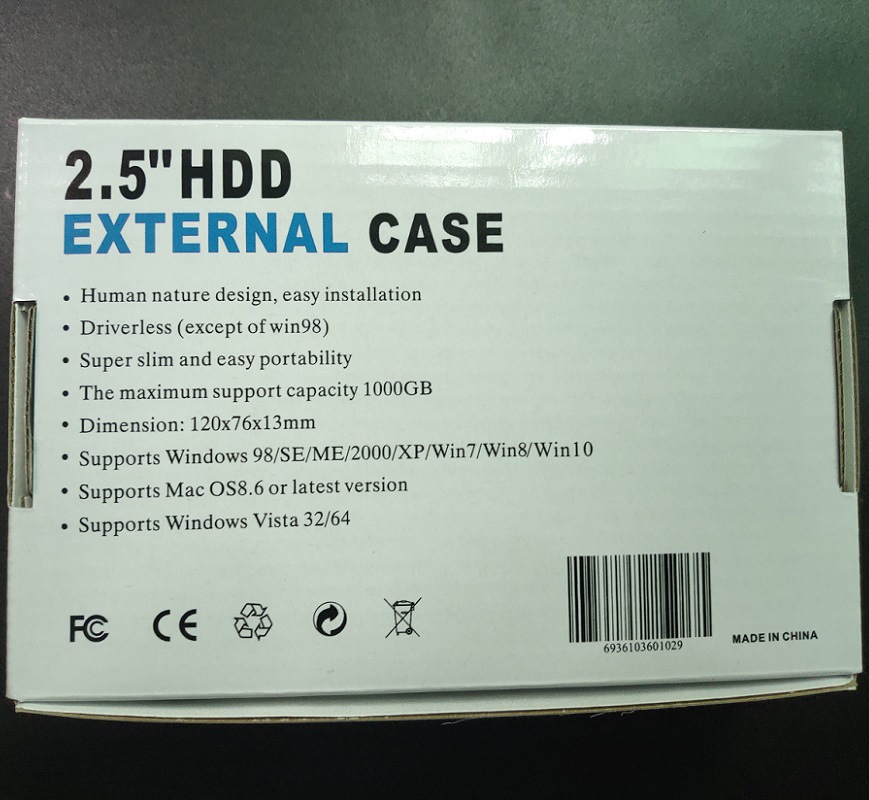 2.5"HDD
EXTERNAL CASE
• Human nature design, easy installation
• Driverless (except of win98)
• Super slim and easy portability
• The maximum support capacity 1000GB
• Dimension: 120x76x13mm
• Supports Windows 98/SE/ME/2000/XP/Win7/Win8/Win10
• Supports Mac OS8.6 or latest version
• Supports Windows Vista 32/64
FC CE
6936103601029
MADE IN CHINA